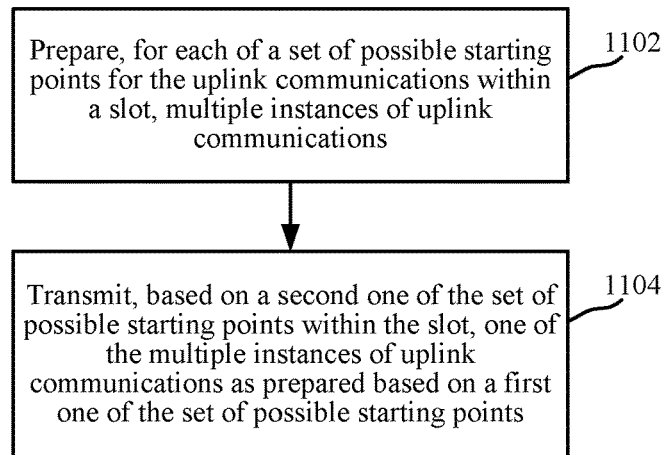 Prepare, for each of a set of possible starting
points for the uplink communications within
a slot, multiple instances of uplink
communications
1102
Transmit, based on a second one of the set of
possible starting points within the slot, one of
the multiple instances of uplink
communications as prepared based on a first
one of the set of possible starting points
1104